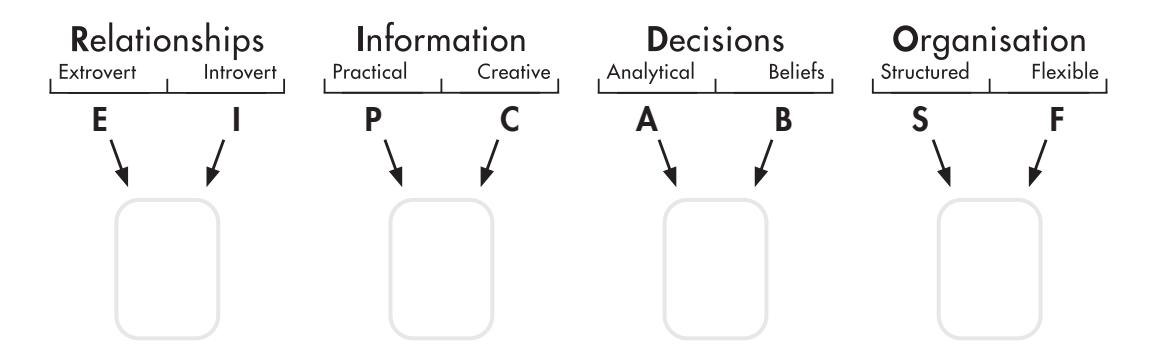 Relationships Information Decisions Organisation
Extrovert Introvert Practical Creative Analytical Beliefs Structured Flexible
E I P C A B S F